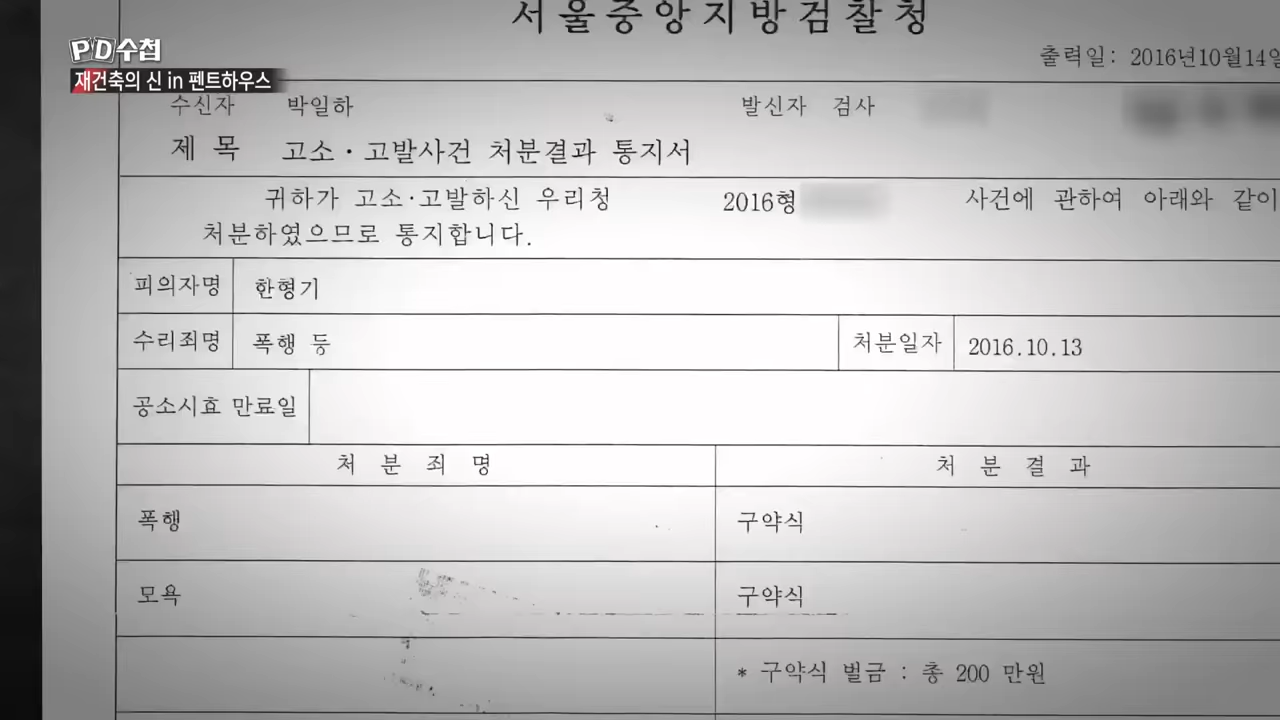 서울중앙지방검찰청
PD수첩
재건축의 신 in 펜트하우스
출력일: 2016년10월14일
수신자 박일하 발신자 검사
제 목 고소·고발사건 처분결과 통지서
귀하가 고소·고발하신 우리청 2016형 사건에 관하여 아래와 같이
처분하였으므로 통지합니다.
피의자명 한형기
수리죄명 폭행 등 처분일자 2016.10.13
공소시효 만료일
처 분 죄 명 처 분 결 과
폭행 구약식
모욕 구약식
* 구약식 벌금 : 총 200 만원